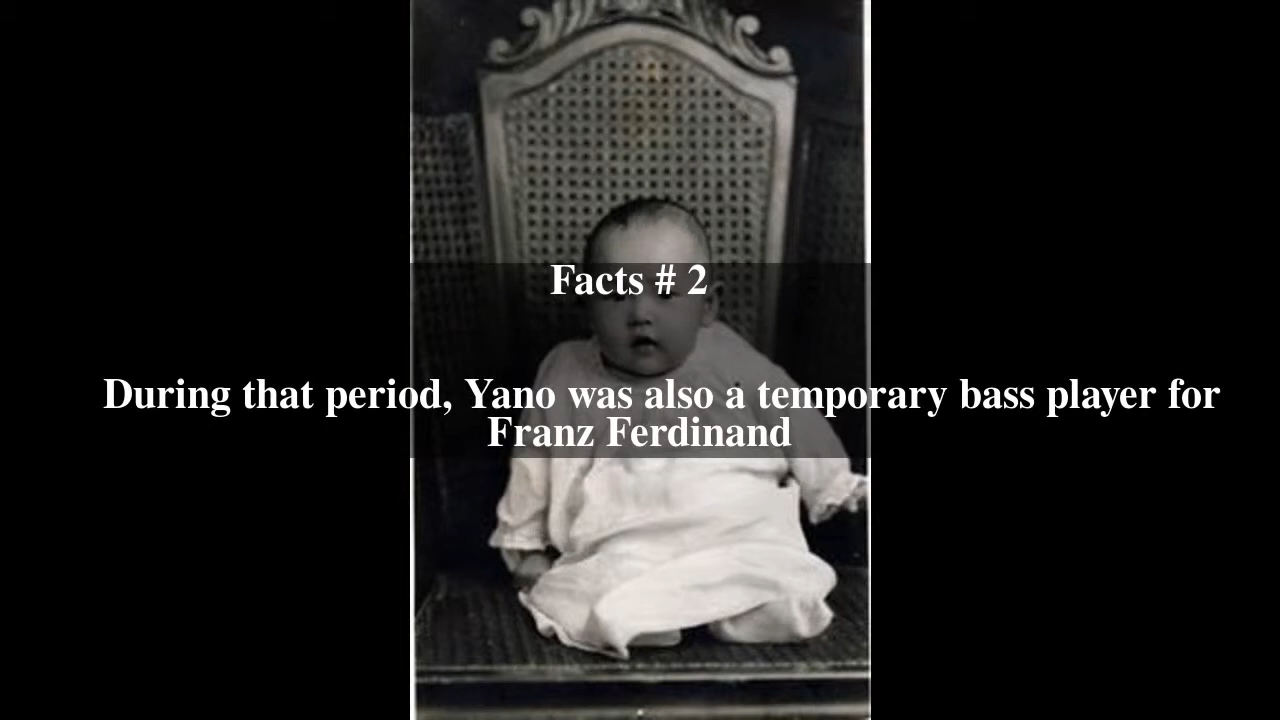 Facts # 2
During that period, Yano was also a temporary bass player for
Franz Ferdinand